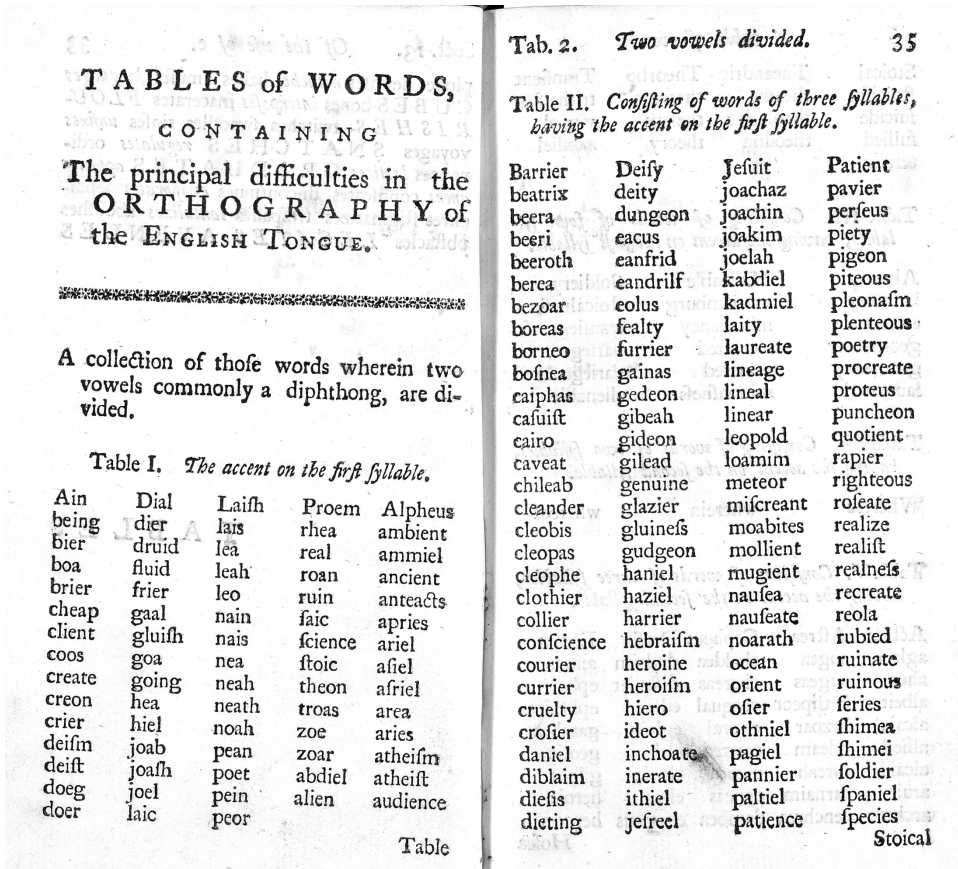 TABLES of WORDS,
CONTAINING
The principal difficulties in the
ORTHOGRAPHY of
the ENGLISH TONGUE.
A collection of thoſe words wherein two
vowels commonly a diphthong, are di-
vided.
Table I. The accent on the firſt ſyllable.
Ain Dial Laiſh Proem Alpheus
being dier lais rhea ambient
bier druid lea real ammiel
boa fluid leah roan ancient
brier frier leo ruin anteacts
cheap gaal nain ſaic apries
client gluiſh nais ſcience ariel
coos goa nea ſtoic aſiel
create going neah theon aſriel
creon hea neath troas area
crier hiel noah zoe aries
deiſm joab pean zoar atheiſm
deiſt joaſh poet abdiel atheiſt
doeg joel pein alien audience
doer laic peor
Table
Tab. 2. Two vowels divided. 35
Table II. Conſiſting of words of three ſyllables,
having the accent on the firſt ſyllable.
Barrier Deify Jeſuit Patient
beatrix deity joachaz pavier
beera dungeon joachin perſeus
beeri eacus joakim piety
beeroth eanfrid joelah pigeon
berea eandrilf kabdiel piteous
bezoar eolus kadmiel pleonaſm
boreas fealty laity plenteous
borneo furrier laureate poetry
boſnea gainas lineage procreate
caiphas gedeon lineal proteus
caſuiſt gibeah linear puncheon
cairo gideon leopold quotient
caveat gilead loamim rapier
chileab genuine meteor righteous
cleander glazier miſcreant roſeate
cleobis gluineſs moabites realize
cleopas gudgeon mollient realiſt
cleophe haniel mugient realneſs
clothier haziel nauſea recreate
collier harrier nauſeate reola
conſcience hebraiſm noarath rubied
courier heroine ocean ruinate
currier heroiſm orient ruinous
cruelty hiero oſier ſeries
croſier ideot othniel ſhimea
daniel inchoate pagiel ſhimei
diblaim inerate pannier ſoldier
dieſis ithiel paltiel ſpaniel
dieting jeſreel patience ſpecies
Stoical